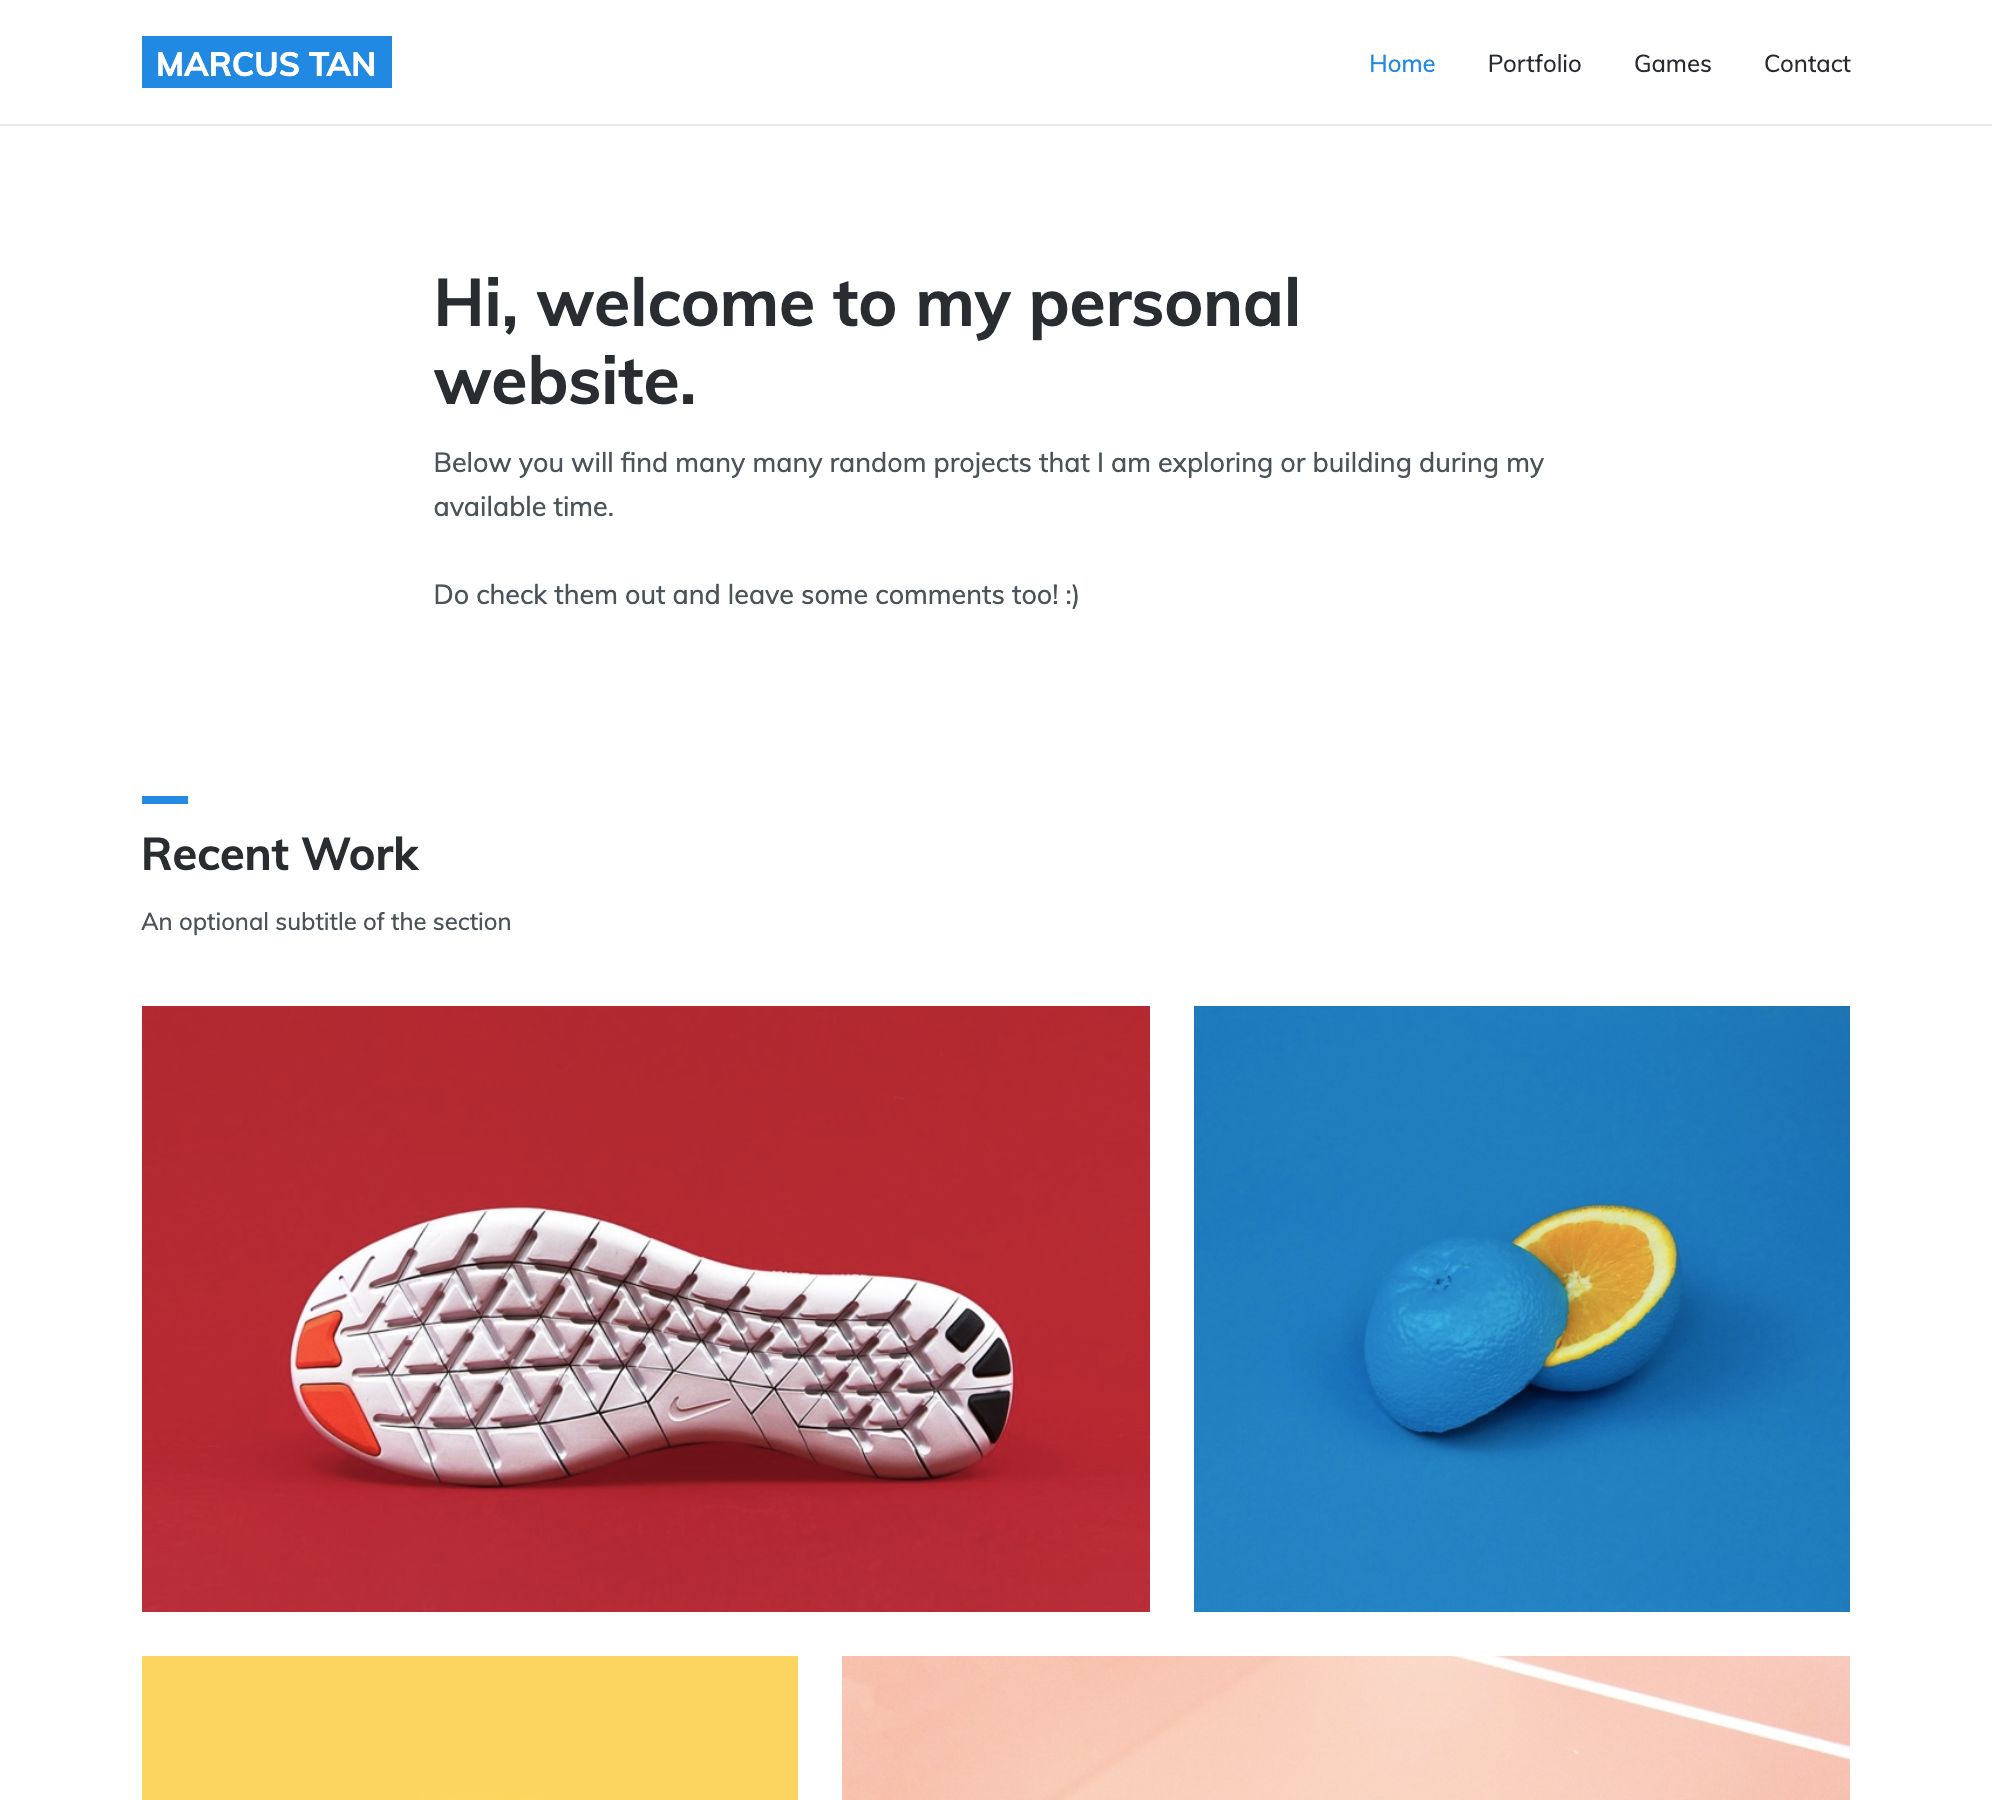 MARCUS TAN
Home Portfolio Games Contact
Hi, welcome to my personal
website.
Below you will find many many random projects that I am exploring or building during my
available time.
Do check them out and leave some comments too! :)
Recent Work
An optional subtitle of the section